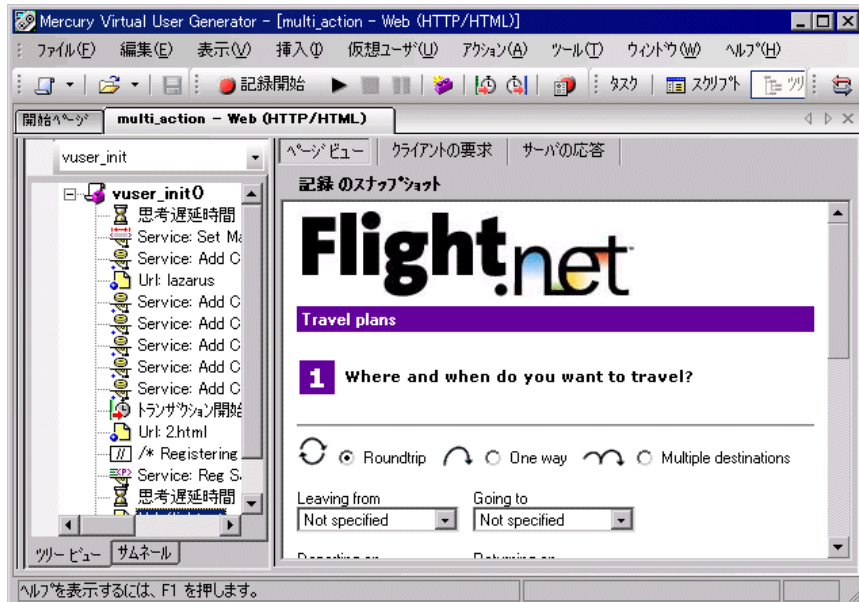 Mercury Virtual User Generator - [multi_action - Web (HTTP/HTML)]
ファイル(F) 編集(E) 表示(V) 挿入(I) 仮想ユーザ(U) アクション(A) ツール(T) ウィンドウ(W) ヘルプ(H)
記録開始 タスク スクリプト ツリ
開始ページ multi_action - Web (HTTP/HTML)
vuser_init
ページ ビュー クライアントの要求 サーバの応答
記録 のスナップショット
vuser_init()
思考遅延時間
Service: Set Ma
Service: Add C
Url: lazarus
Service: Add C
Service: Add C
Service: Add C
Service: Add C
Service: Add C
トランザクション開始
Url: 2.html
// /* Registering
Service: Reg S
思考遅延時間
Flight.net
Travel plans
1 Where and when do you want to travel?
Roundtrip One way Multiple destinations
Leaving from Going to
Not specified Not specified
ツリー ビュー サムネール
ヘルプを表示するには、F1 を押します。